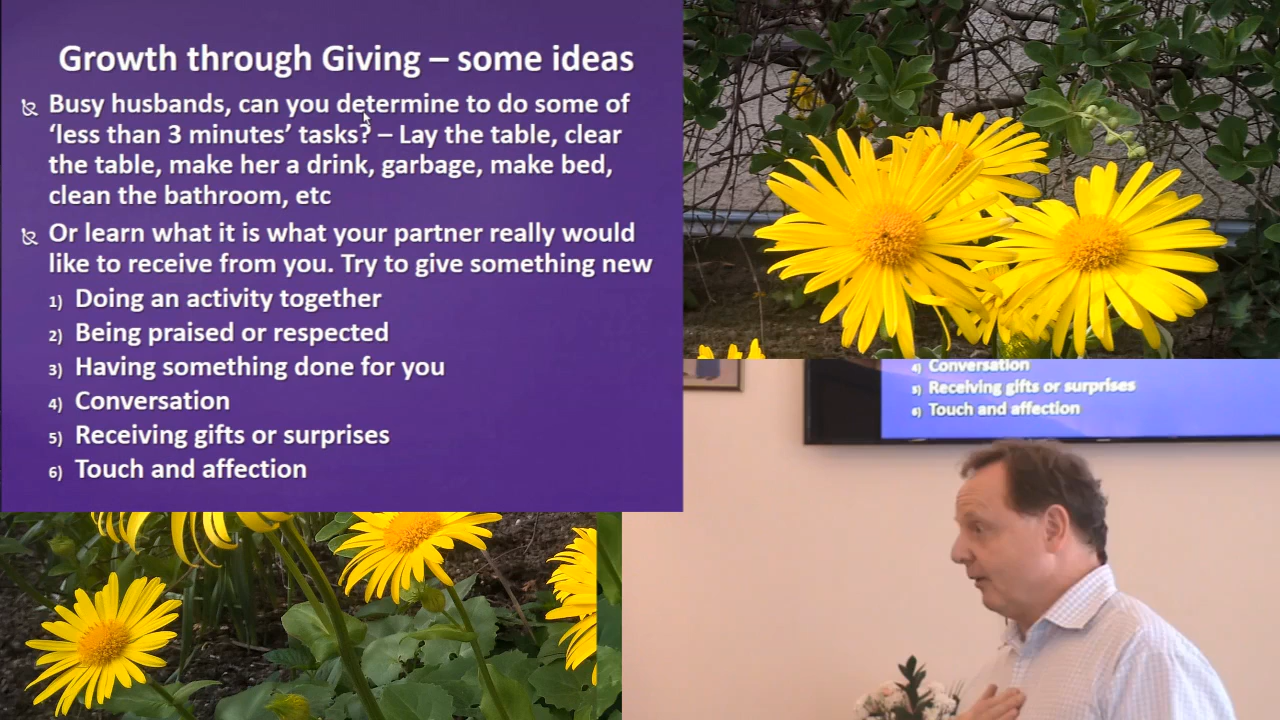 Growth through Giving – some ideas
Busy husbands, can you determine to do some of
‘less than 3 minutes’ tasks? – Lay the table, clear
the table, make her a drink, garbage, make bed,
clean the bathroom, etc
Or learn what it is what your partner really would
like to receive from you. Try to give something new
1) Doing an activity together
2) Being praised or respected
3) Having something done for you
4) Conversation
5) Receiving gifts or surprises
6) Touch and affection
4) Conversation
5) Receiving gifts or surprises
6) Touch and affection